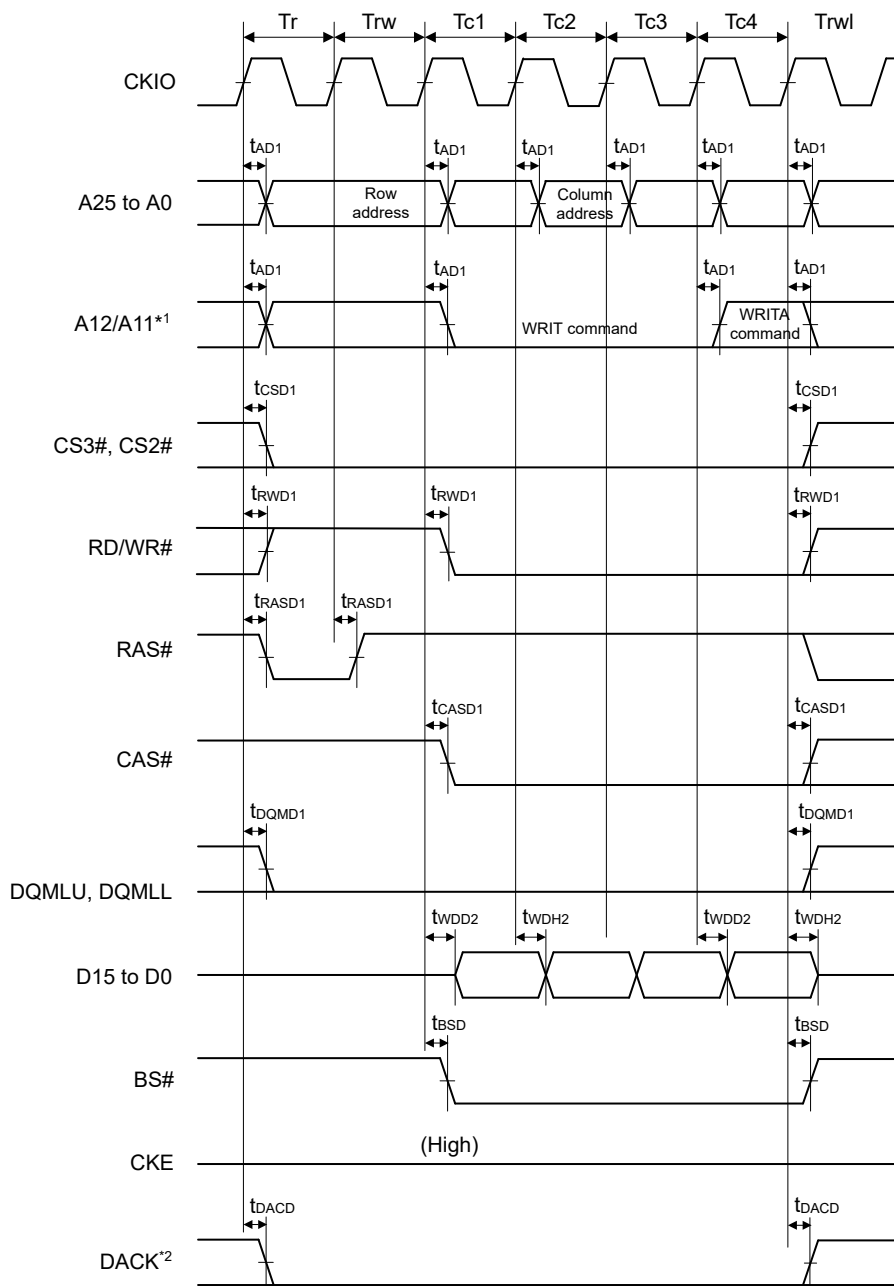 Tr Trw Tc1 Tc2 Tc3 Tc4 Trwl
CKIO
tAD1 tAD1 tAD1 tAD1 tAD1 tAD1
A25 to A0
Row
address
Column
address
tAD1 tAD1 tAD1 tAD1
A12/A11*1
WRIT command
WRITA
command
tCSD1 tCSD1
CS3#, CS2#
tRWD1 tRWD1 tRWD1
RD/WR#
tRASD1 tRASD1
RAS#
tCASD1 tCASD1
CAS#
tDQMD1 tDQMD1
DQMLU, DQMLL
tWDD2 tWDH2 tWDD2 tWDH2
D15 to D0
tBSD tBSD
BS#
(High)
CKE
tDACD tDACD
DACK*2